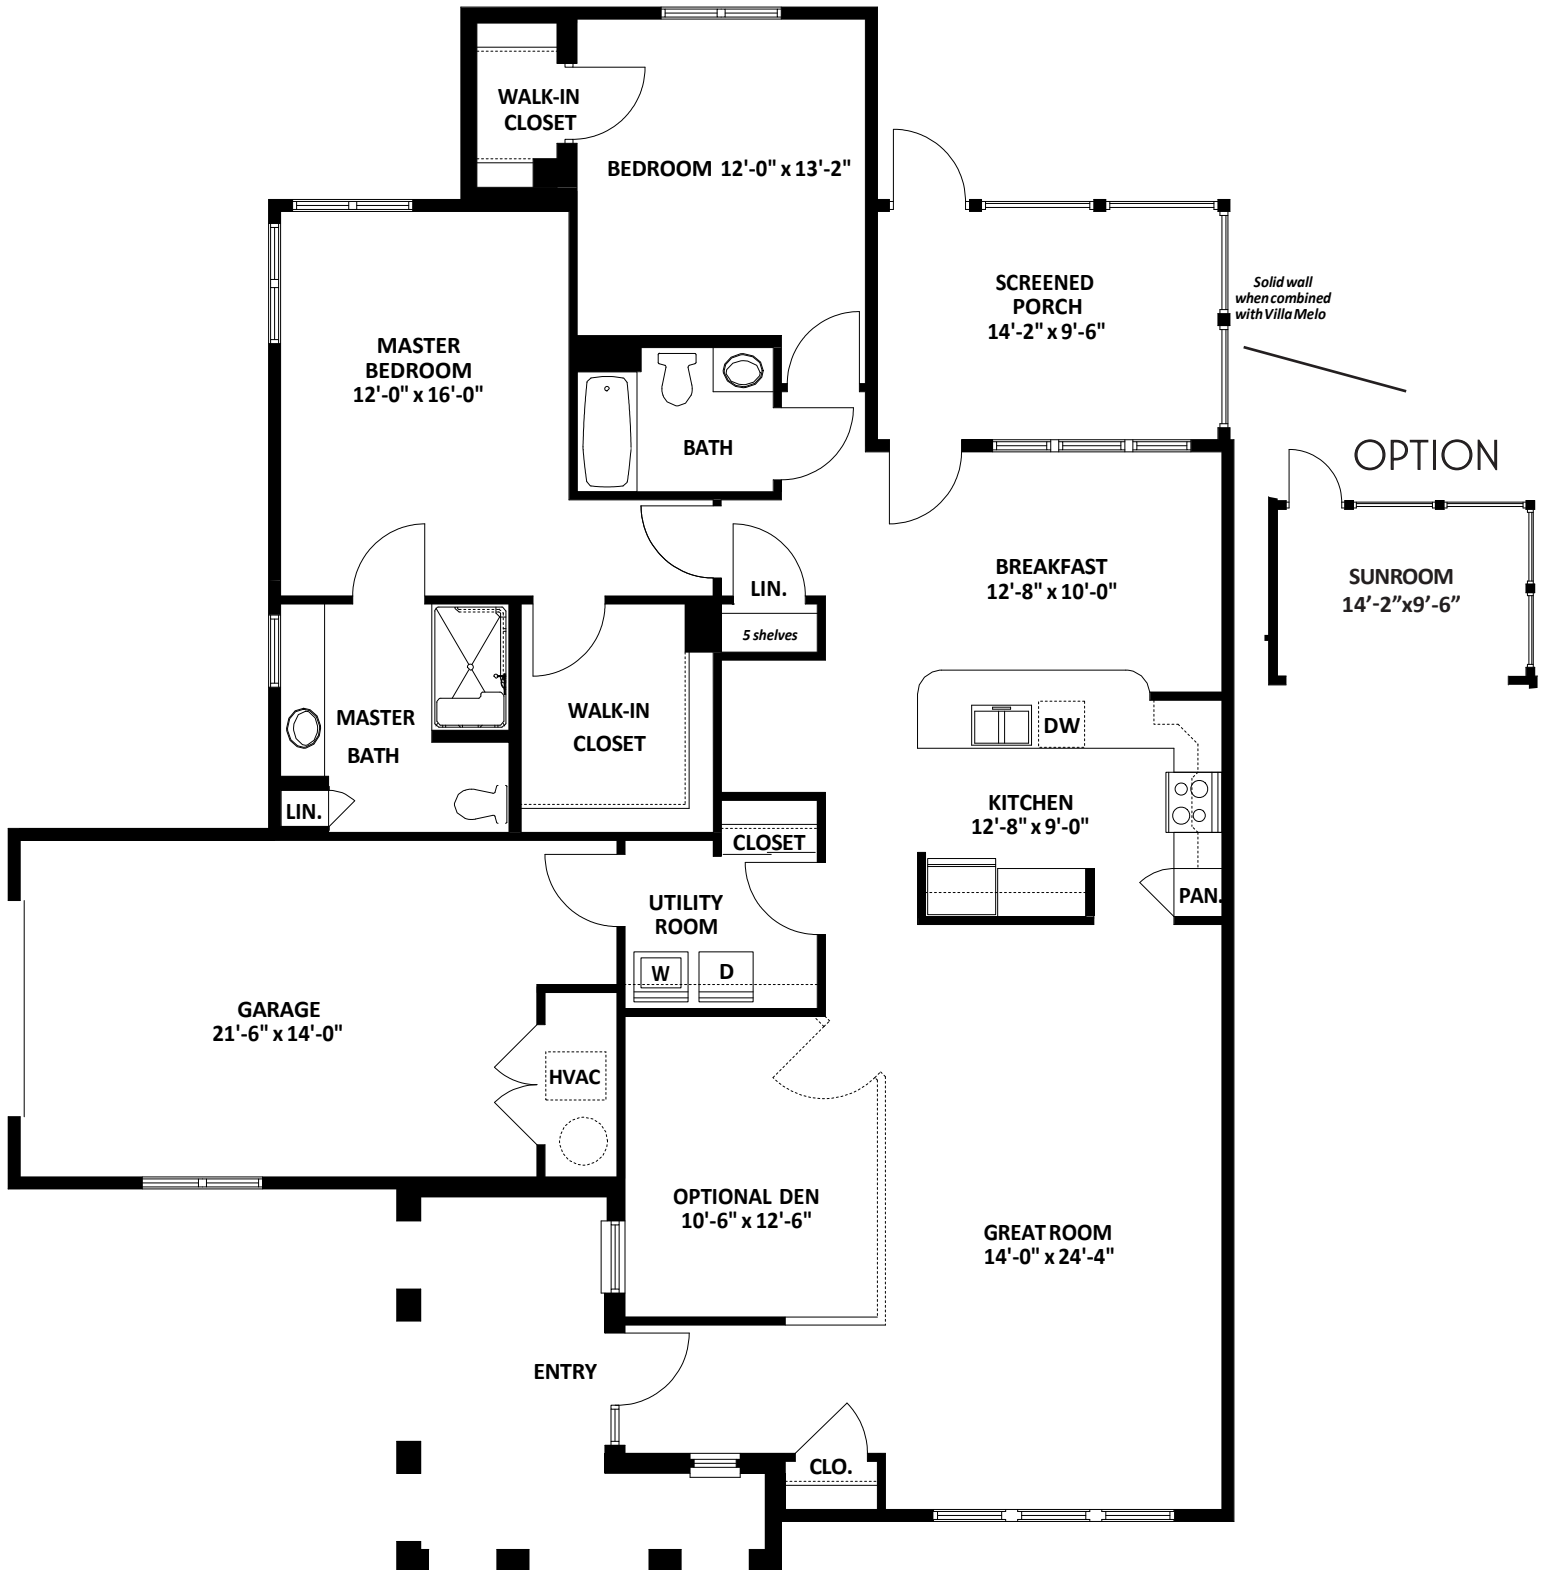 WALK-IN
CLOSET
BEDROOM 12'-0" x 13'-2"
SCREENED
PORCH
14'-2" x 9'-6"
Solid wall
when combined
with Villa Melo
MASTER
BEDROOM
12'-0" x 16'-0"
BATH
OPTION
SUNROOM
14’-2”x9’-6”
BREAKFAST
12'-8" x 10'-0"
LIN.
5 shelves
WALK-IN
CLOSET
MASTER
BATH
LIN.
DW
KITCHEN
12'-8" x 9'-0"
PAN.
CLOSET
UTILITY
ROOM
W
D
GARAGE
21'-6" x 14'-0"
HVAC
OPTIONAL DEN
10'-6" x 12'-6"
GREAT ROOM
14'-0" x 24'-4"
ENTRY
CLO.